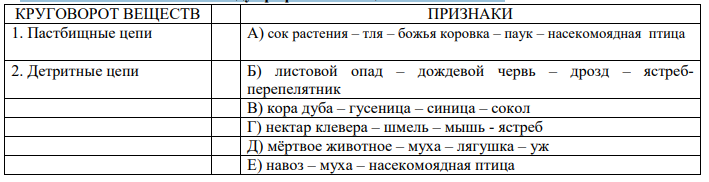 КРУГОВОРОТ ВЕЩЕСТВ ПРИЗНАКИ
1. Пастбищные цепи А) сок растения – тля – божья коровка – паук – насекомоядная птица
2. Детритные цепи Б) листовой опад – дождевой червь – дрозд – ястреб-
перепелятник
В) кора дуба – гусеница – синица – сокол
Г) нектар клевера – шмель – мышь - ястреб
Д) мёртвое животное – муха – лягушка – уж
Е) навоз – муха – насекомоядная птица